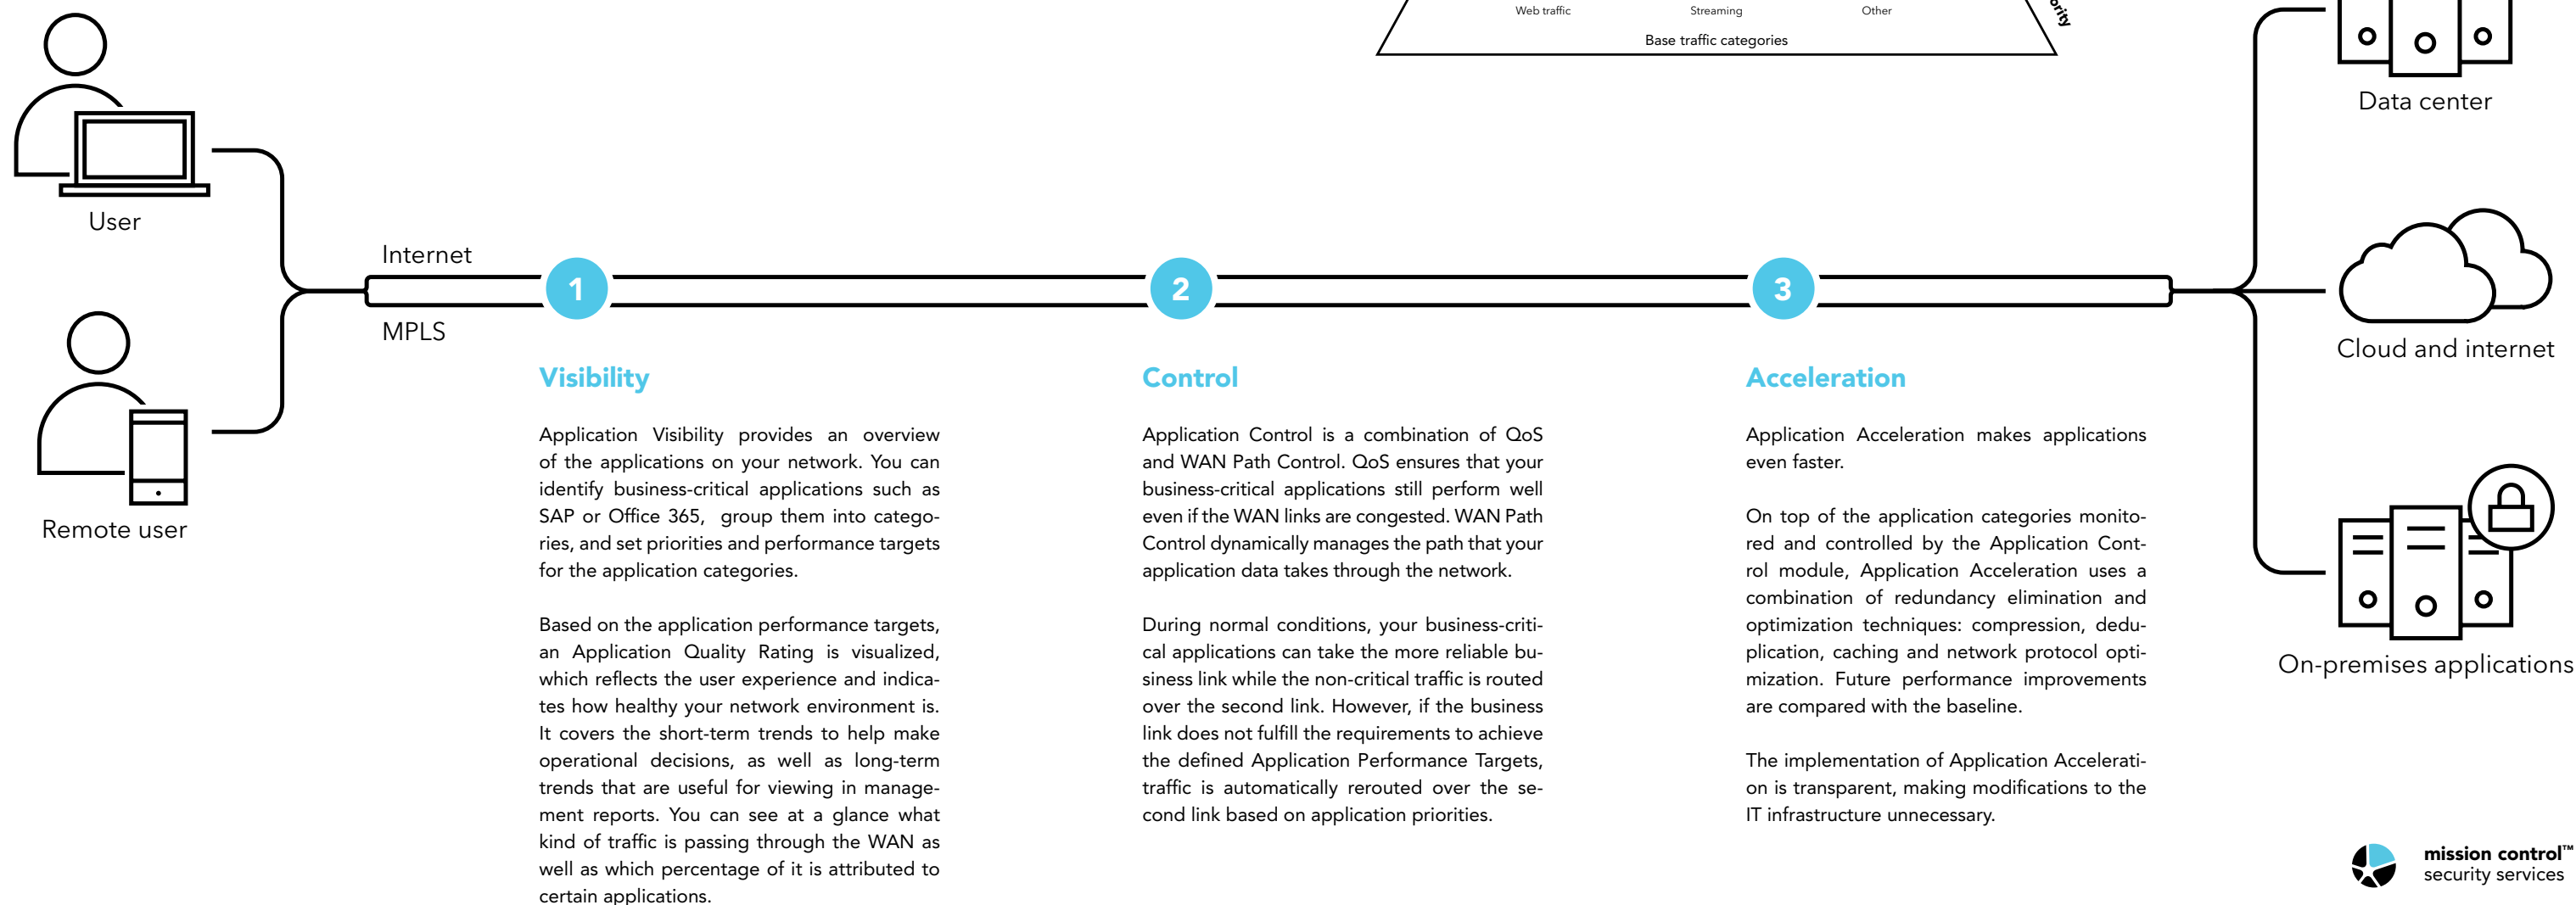 Web traffic
Streaming
Other
Base traffic categories
Data center
User
Internet
1
2
3
MPLS
Cloud and internet
Remote user
Visibility
Application Visibility provides an overview
of the applications on your network. You can
identify business-critical applications such as
SAP or Office 365, group them into catego-
ries, and set priorities and performance targets
for the application categories.
Based on the application performance targets,
an Application Quality Rating is visualized,
which reflects the user experience and indica-
tes how healthy your network environment is.
It covers the short-term trends to help make
operational decisions, as well as long-term
trends that are useful for viewing in manage-
ment reports. You can see at a glance what
kind of traffic is passing through the WAN as
well as which percentage of it is attributed to
certain applications.
Control
Application Control is a combination of QoS
and WAN Path Control. QoS ensures that your
business-critical applications still perform well
even if the WAN links are congested. WAN Path
Control dynamically manages the path that your
application data takes through the network.
During normal conditions, your business-criti-
cal applications can take the more reliable bu-
siness link while the non-critical traffic is routed
over the second link. However, if the business
link does not fulfill the requirements to achieve
the defined Application Performance Targets,
traffic is automatically rerouted over the se-
cond link based on application priorities.
Acceleration
Application Acceleration makes applications
even faster.
On top of the application categories monito-
red and controlled by the Application Cont-
rol module, Application Acceleration uses a
combination of redundancy elimination and
optimization techniques: compression, dedu-
plication, caching and network protocol opti-
mization. Future performance improvements
are compared with the baseline.
The implementation of Application Accelerati-
on is transparent, making modifications to the
IT infrastructure unnecessary.
On-premises applications
mission control™
security services